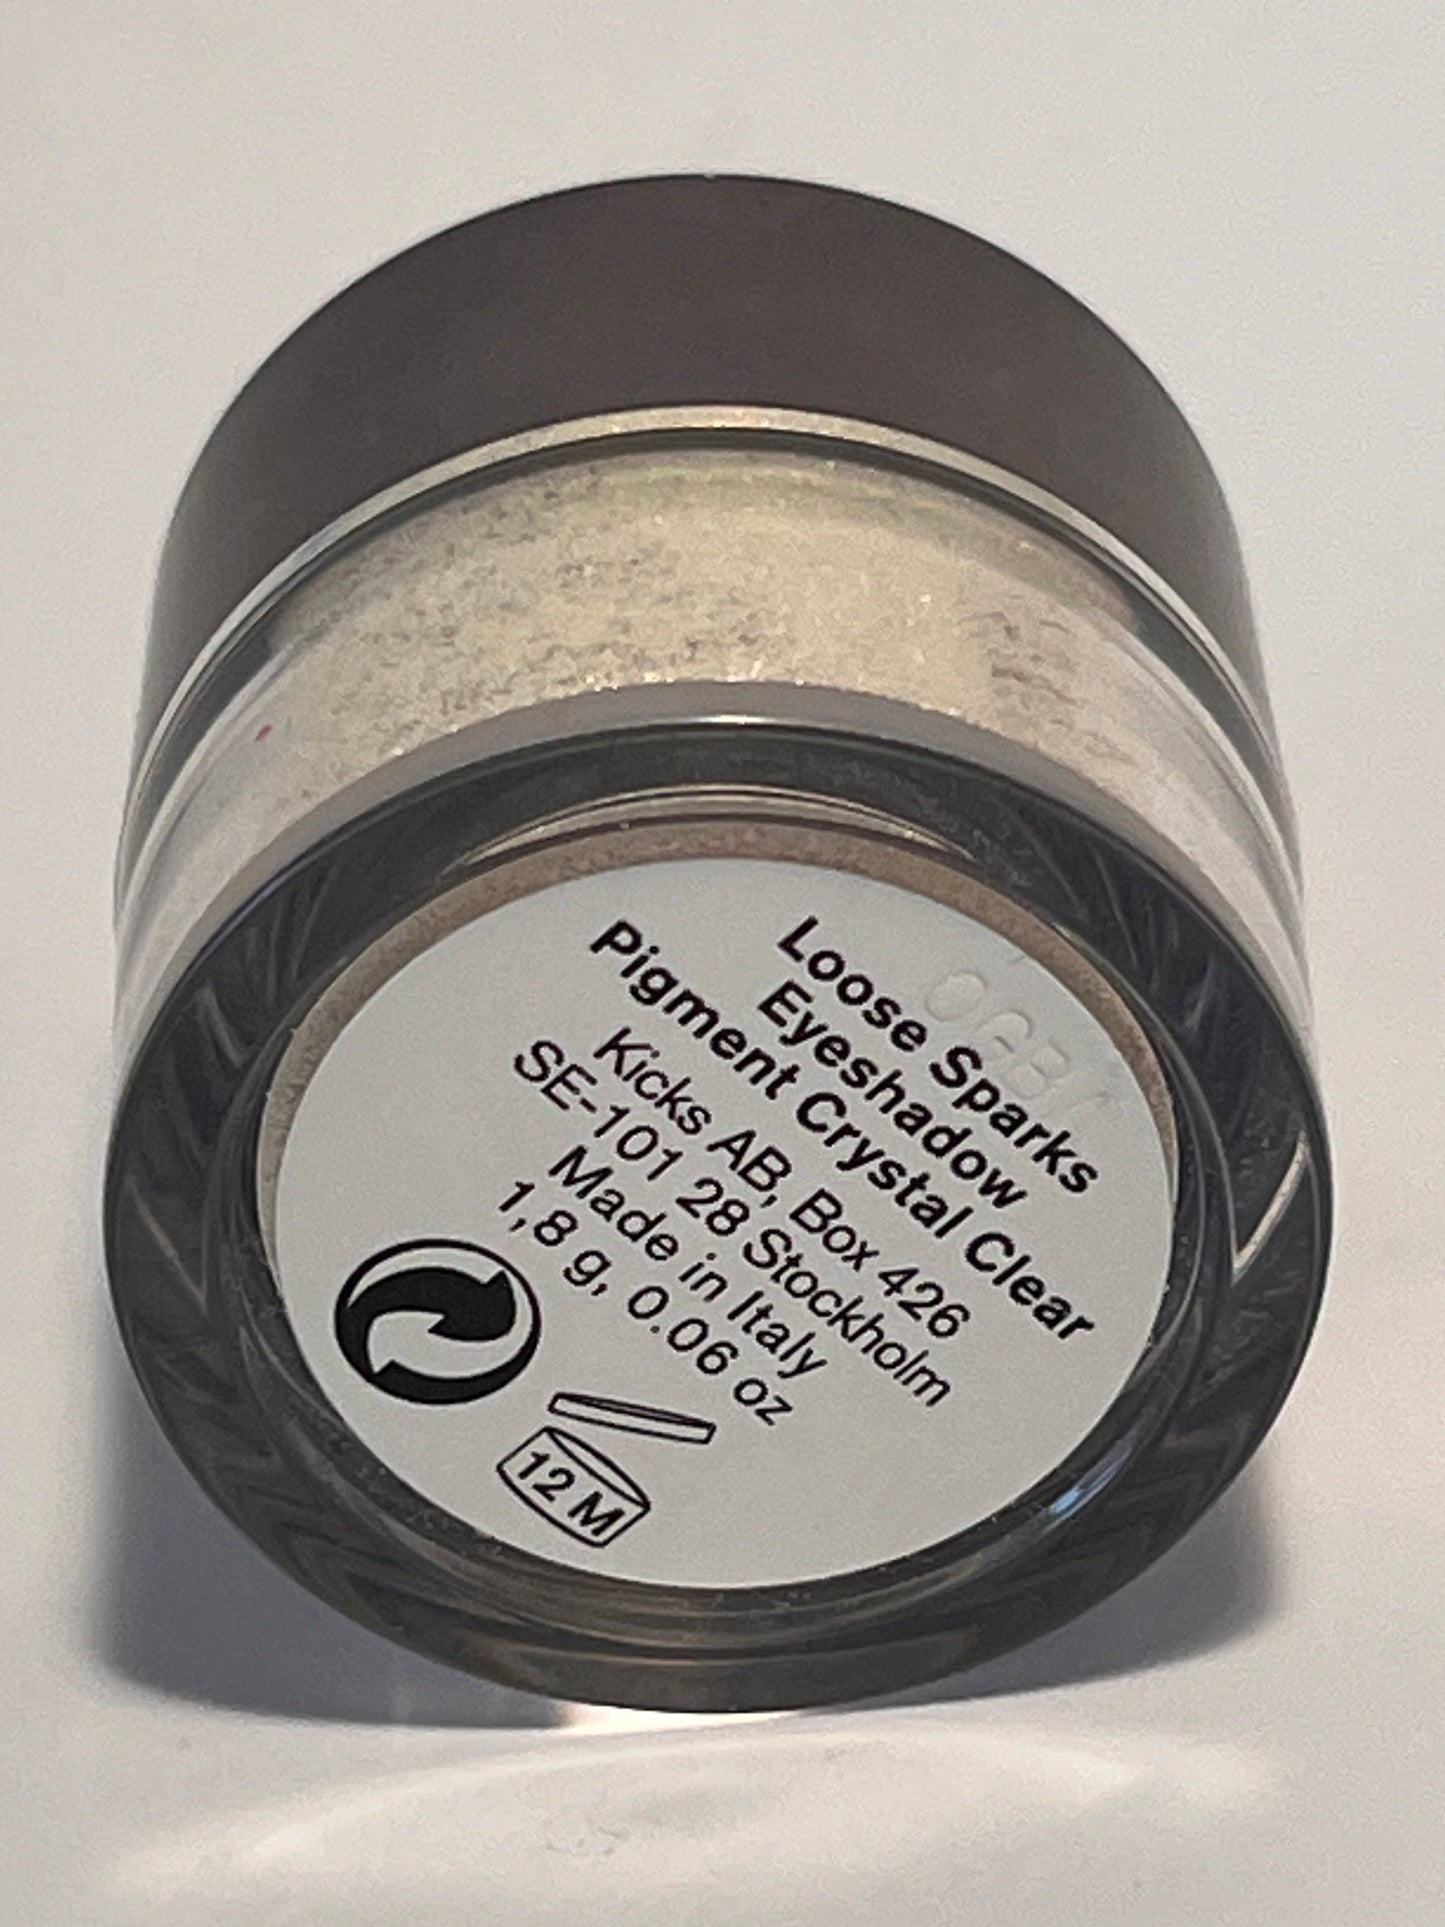 Loose Sparks
Eyeshadow
Pigment Crystal Clear
Kicks AB, Box 426
SE-101 28 Stockholm
Made in Italy
1,8 g, 0.06 oz
12 M